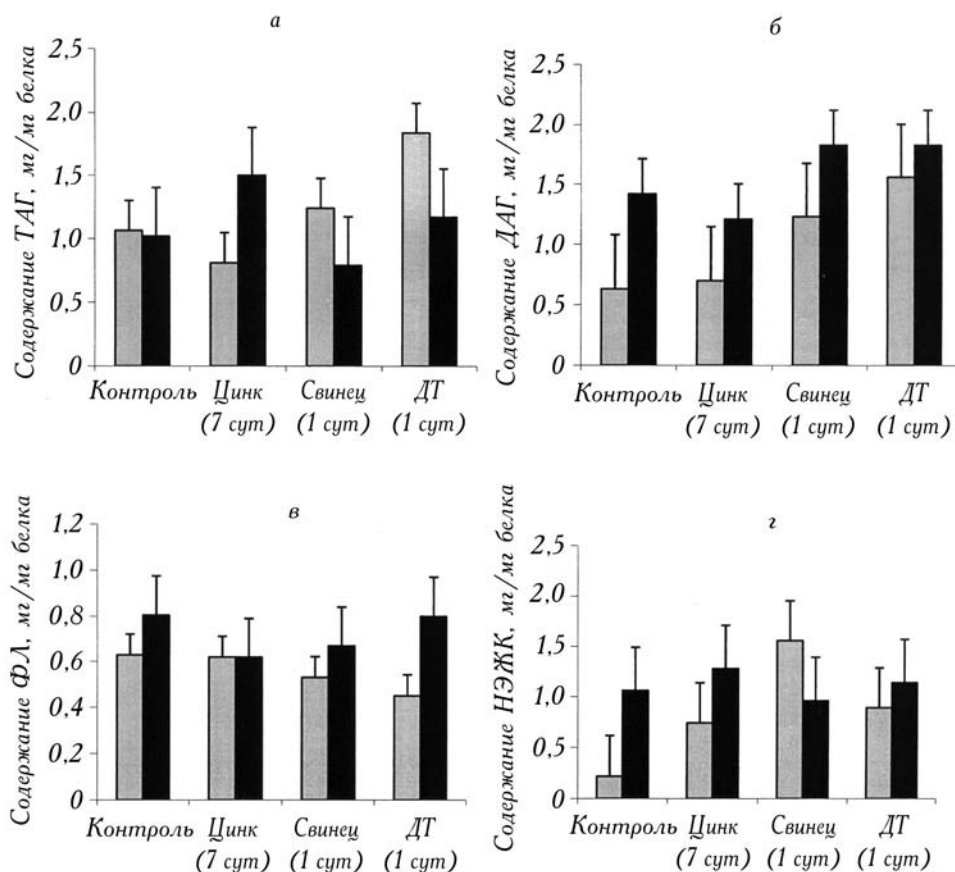 а
Содержание ТАГ, мг/мг белка
2,5
2,0
1,5
1,0
0,5
0
Контроль Цинк Свинец ДТ
(7 сут) (1 сут) (1 сут)
б
Содержание ДАГ, мг/мг белка
2,5
2,0
1,5
1,0
0,5
0
Контроль Цинк Свинец ДТ
(7 сут) (1 сут) (1 сут)
в
Содержание ФЛ, мг/мг белка
1,2
1,0
0,8
0,6
0.4
0,2
0
Контроль Цинк Свинец ДТ
(7 сут) (1 сут) (1 сут)
г
Содержание НЭЖК, мг/мг белка
2,5
2,0
1,5
1,0
0,5
0
Контроль Цинк Свинец ДТ
(7 сут) (1 сут) (1 сут)